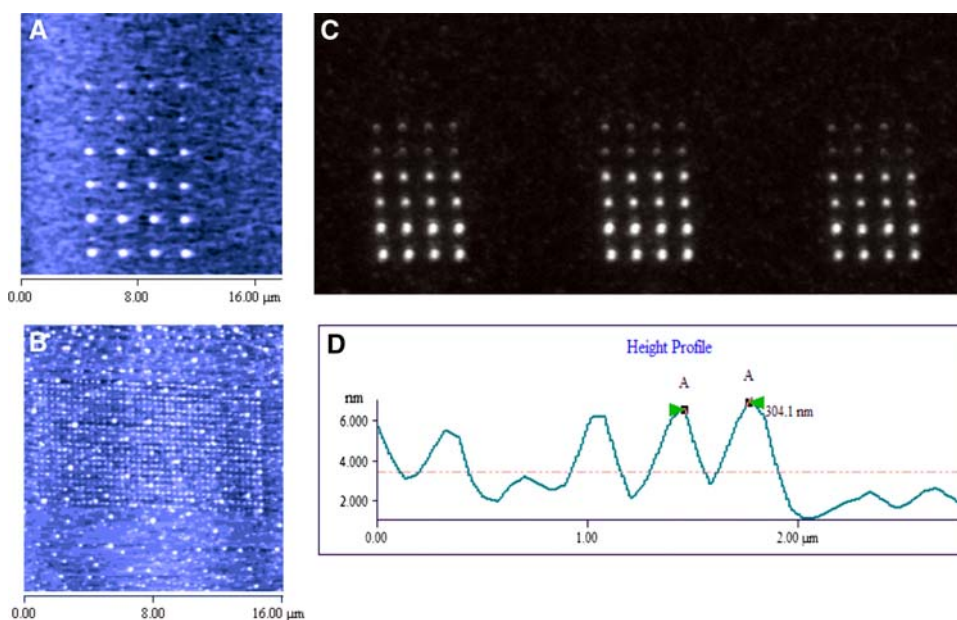 A
0.00 8.00 16.00 μm
B
0.00 8.00 16.00 μm
C
D
Height Profile
nm
A A
304.1 nm
6.000
4.000
2.000
0.00 1.00 2.00 μm